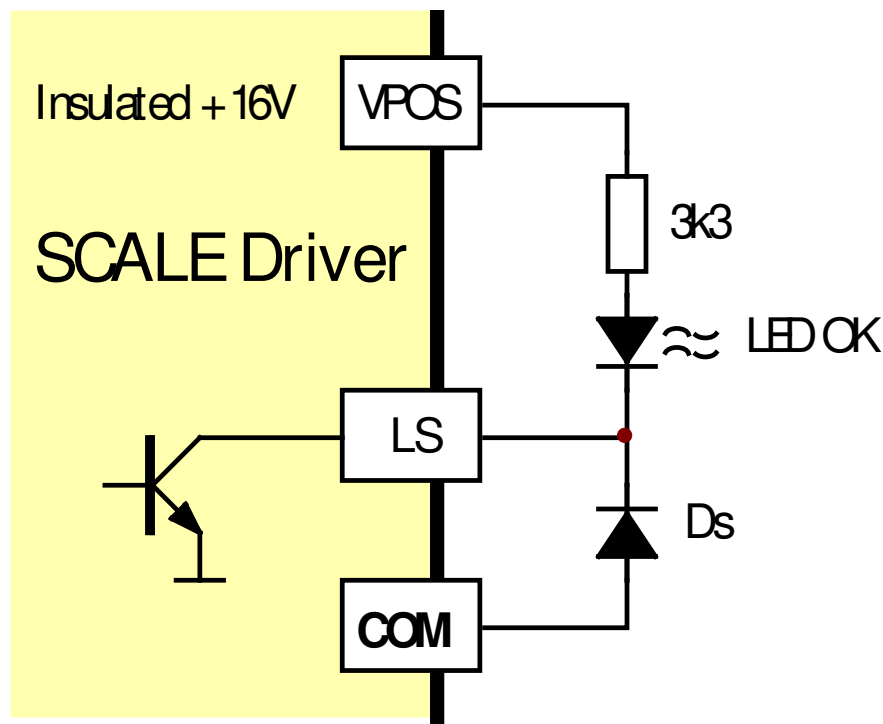 Insulated +16V
VPOS
SCALE Driver
3k3
LED OK
LS
Ds
COM